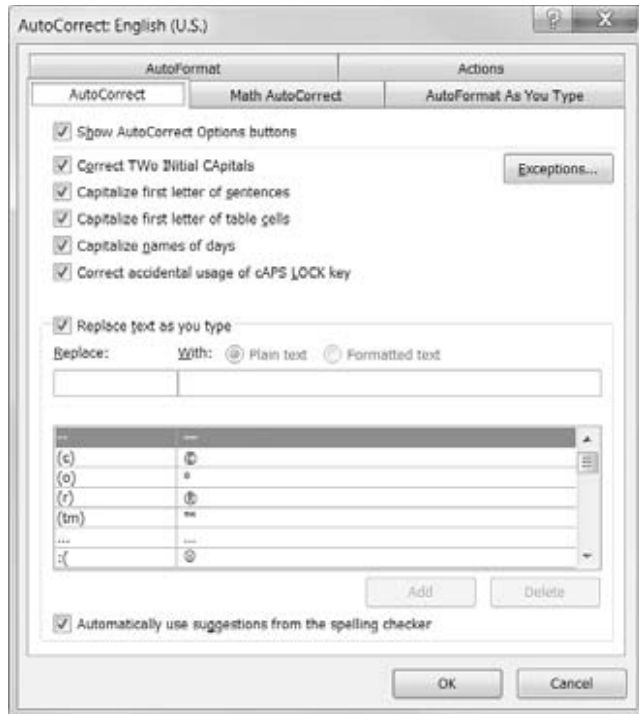 AutoCorrect: English (U.S.)
AutoFormat Actions
AutoCorrect Math AutoCorrect AutoFormat As You Type
Show AutoCorrect Options buttons
Correct TWo INitial CApitals Exceptions...
Capitalize first letter of sentences
Capitalize first letter of table cells
Capitalize names of days
Correct accidental usage of cAPS LOCK key
Replace text as you type
Replace: With: Plain text Formatted text
(c) ©
(o) °
(r) ®
(tm) ™
... …
:( ☹
Add Delete
Automatically use suggestions from the spelling checker
OK Cancel